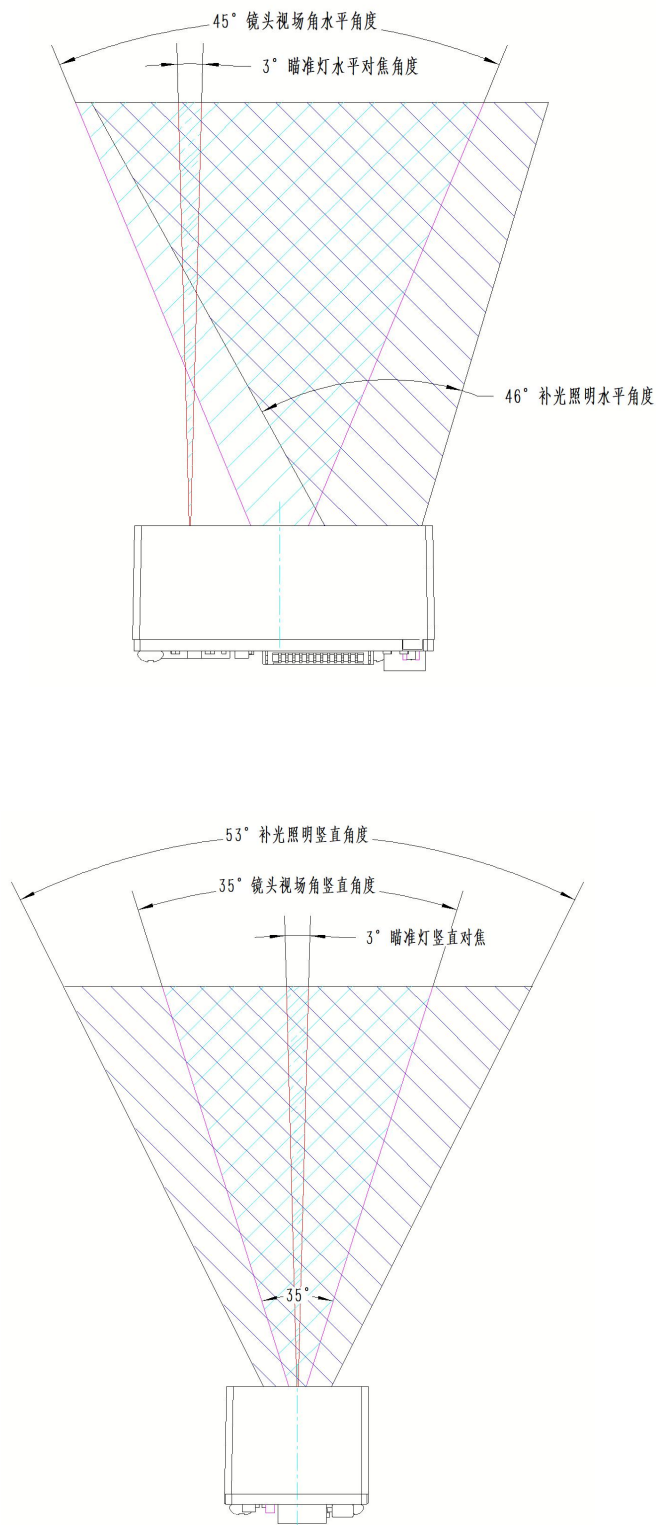 45° 镜头视场角水平角度
3° 瞄准灯水平对焦角度
46° 补光照明水平角度
53° 补光照明竖直角度
35° 镜头视场角竖直角度
3° 瞄准灯竖直对焦
35°